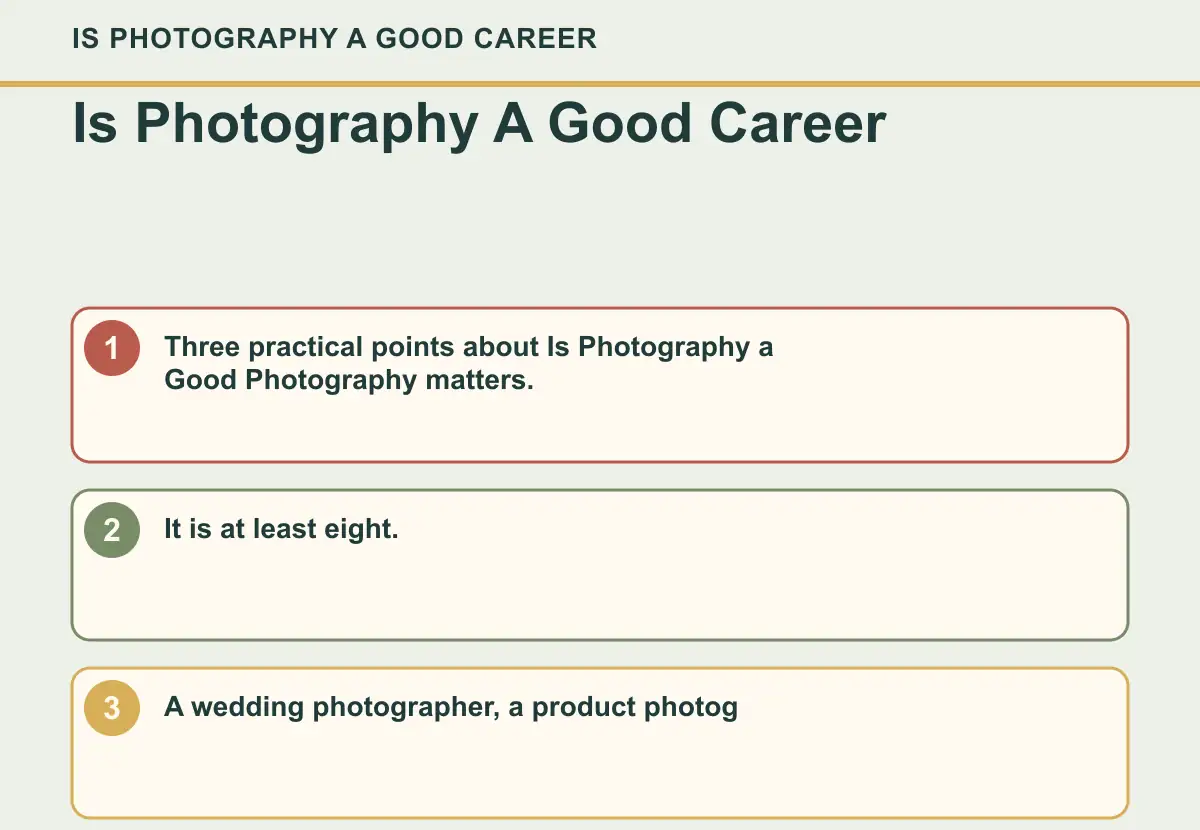 IS PHOTOGRAPHY A GOOD CAREER
Is Photography A Good Career
1
Three practical points about Is Photography a
Good Photography matters.
2
It is at least eight.
3
A wedding photographer, a product photog